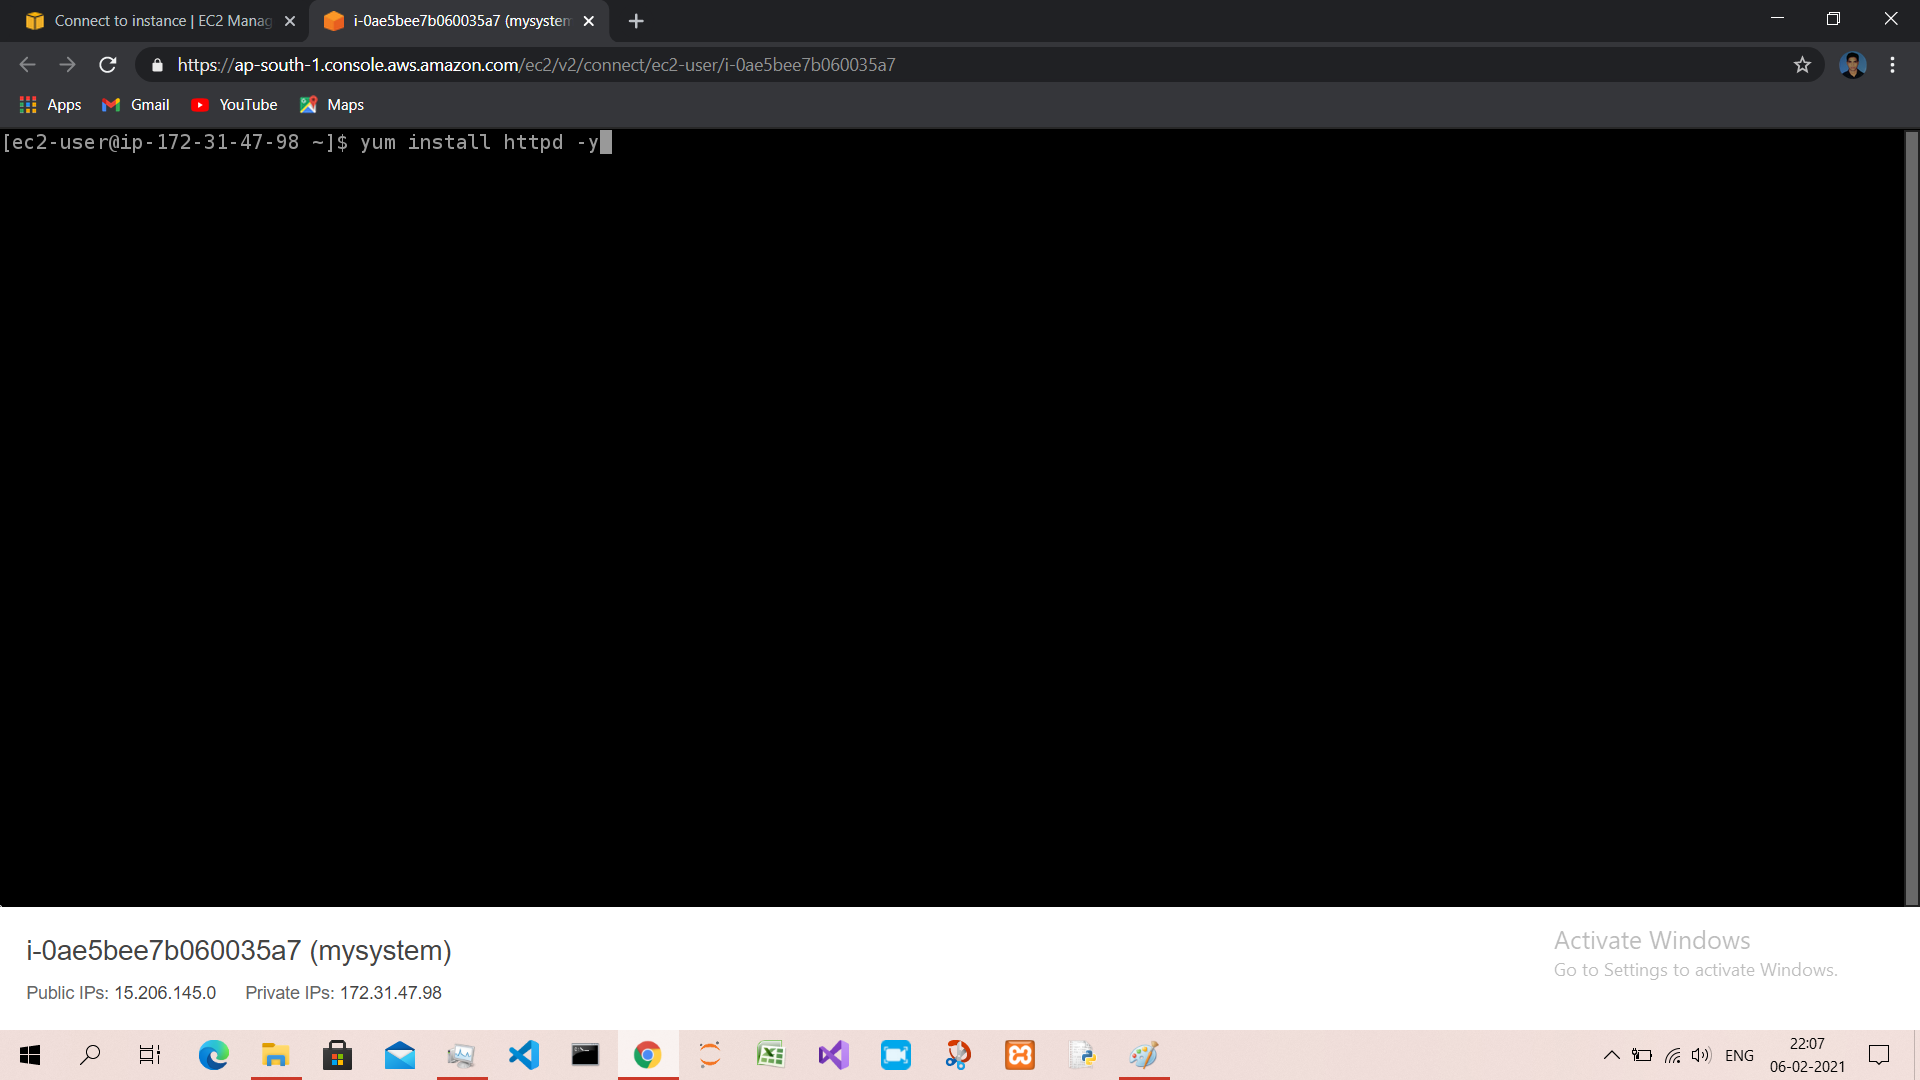 Connect to instance | EC2 Manag
i-0ae5bee7b060035a7 (mysystem
https://ap-south-1.console.aws.amazon.com/ec2/v2/connect/ec2-user/i-0ae5bee7b060035a7
Apps
Gmail
YouTube
Maps
[ec2-user@ip-172-31-47-98 ~]$ yum install httpd -y
i-0ae5bee7b060035a7 (mysystem)
Public IPs: 15.206.145.0 Private IPs: 172.31.47.98
Activate Windows
Go to Settings to activate Windows.
ENG
22:07
06-02-2021